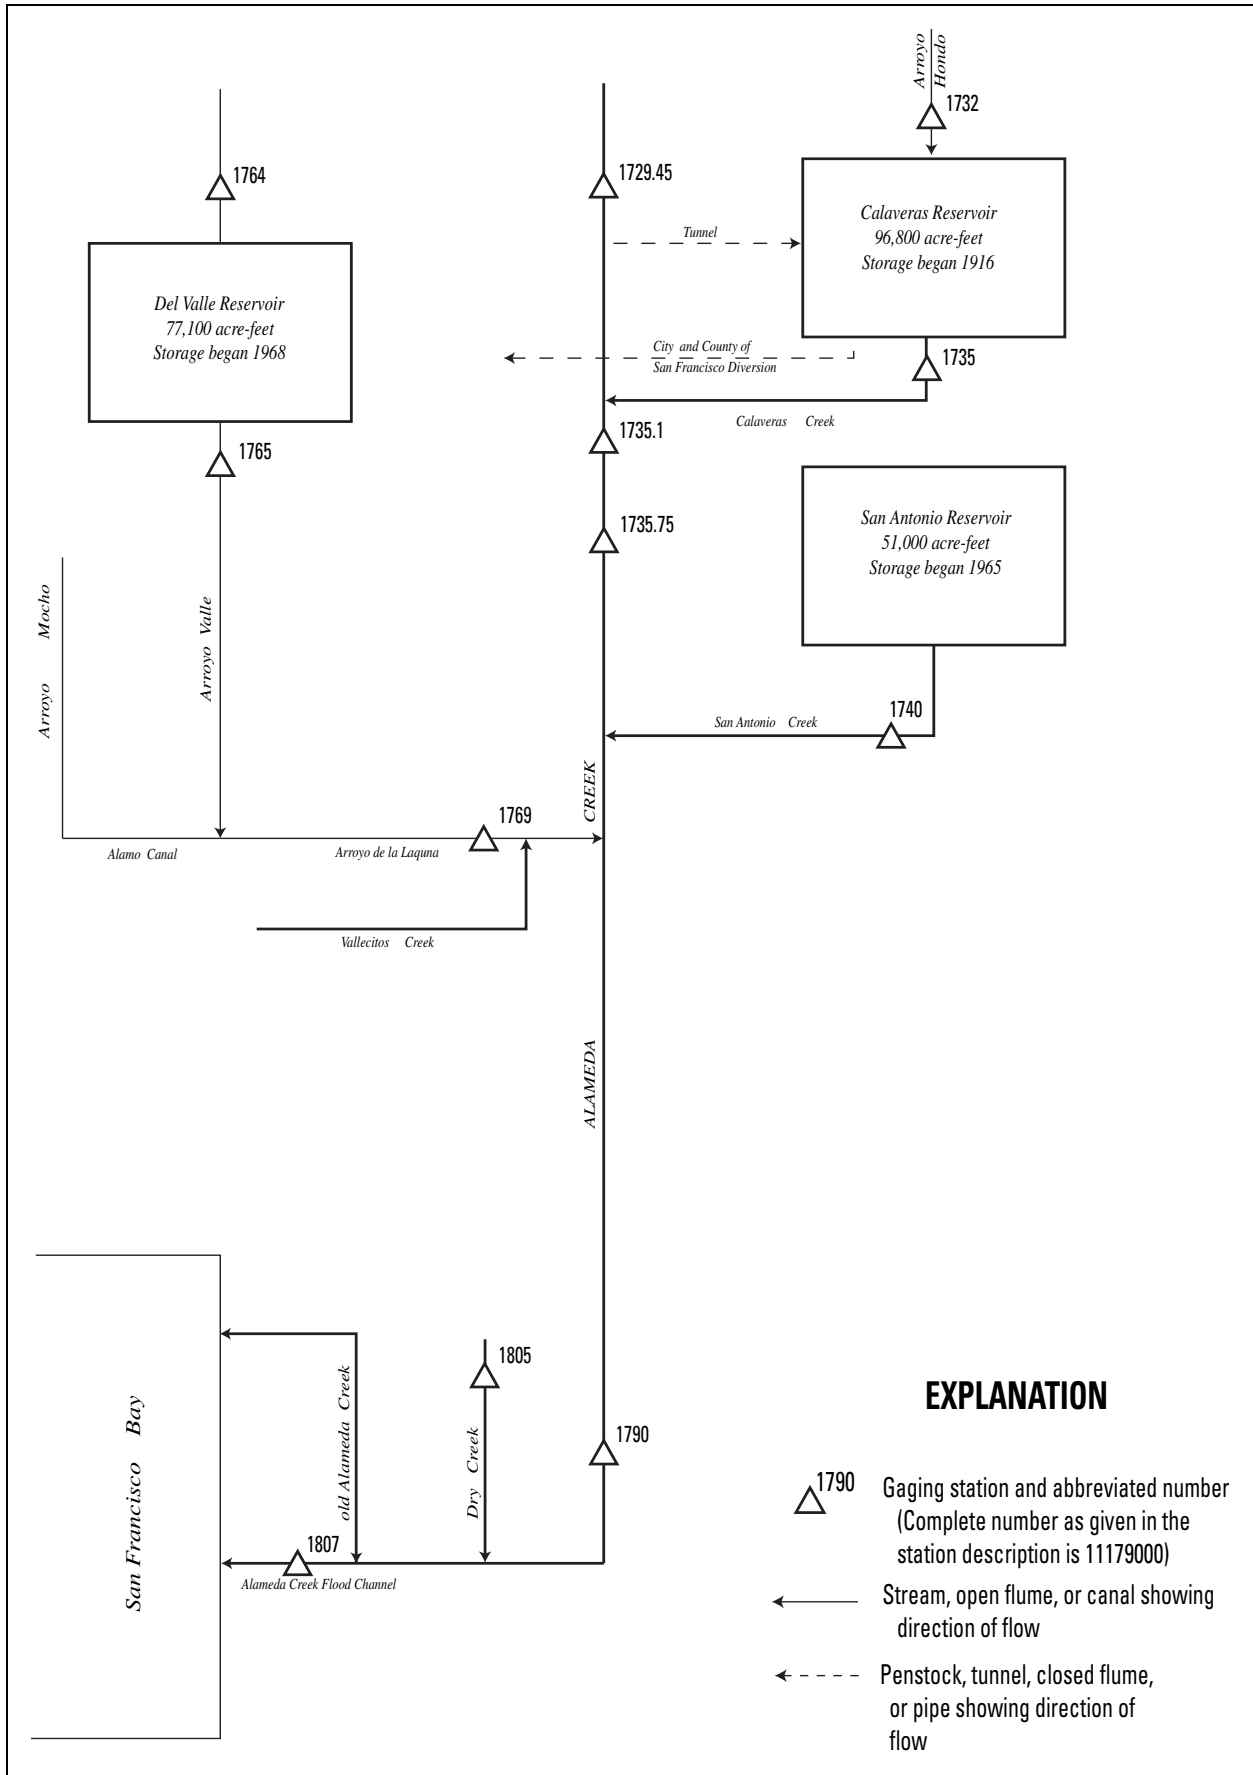 Arroyo
Hondo
1732
1764
1729.45
Calaveras Reservoir
96,800 acre-feet
Storage began 1916
Tunnel
Del Valle Reservoir
77,100 acre-feet
Storage began 1968
City and County of
San Francisco Diversion
1735
Calaveras Creek
1735.1
1765
1735.75
San Antonio Reservoir
51,000 acre-feet
Storage began 1965
Arroyo Mocho
Arroyo Valle
1740
San Antonio Creek
CREEK
1769
Alamo Canal
Arroyo de la Laquna
Vallecitos Creek
ALAMEDA
San Francisco Bay
old Alameda Creek
Dry Creek
1805
1790
1807
Alameda Creek Flood Channel
EXPLANATION
1790
Gaging station and abbreviated number
(Complete number as given in the
station description is 11179000)
Stream, open flume, or canal showing
direction of flow
Penstock, tunnel, closed flume,
or pipe showing direction of
flow